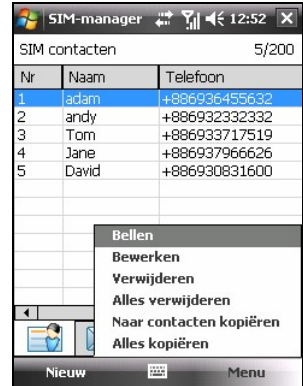 SIM-manager 12:52
SIM contacten 5/200
Nr Naam Telefoon
1 adam +886936455632
2 andy +886932332332
3 Tom +886933717519
4 Jane +886937966626
5 David +886930831600
Bellen
Bewerken
Verwijderen
Alles verwijderen
Naar contacten kopiëren
Alles kopiëren
Nieuw Menu